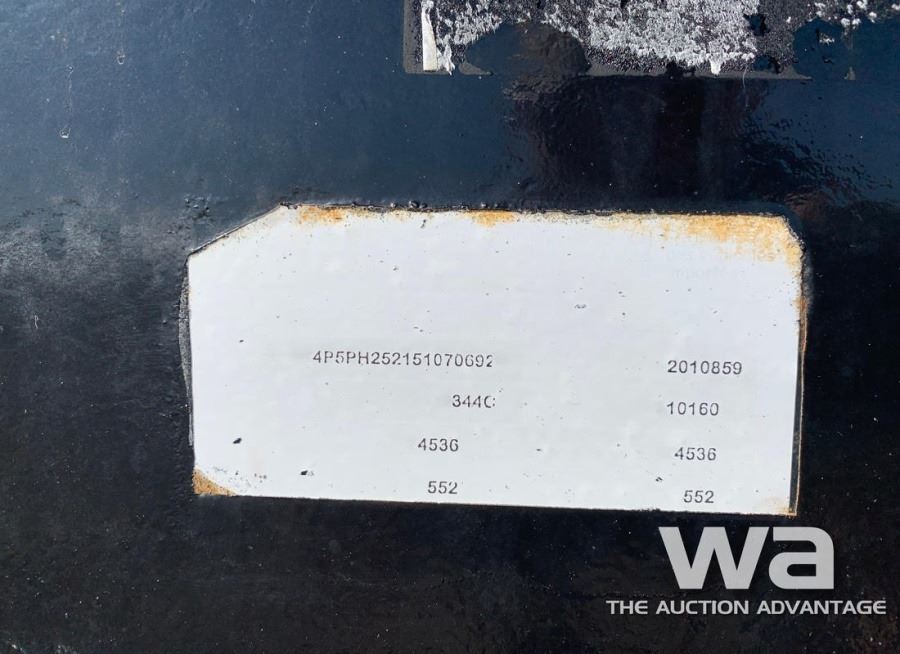 4P5PH252151070692 2010859
3440 10160
4536 4536
552 552
wa
THE AUCTION ADVANTAGE